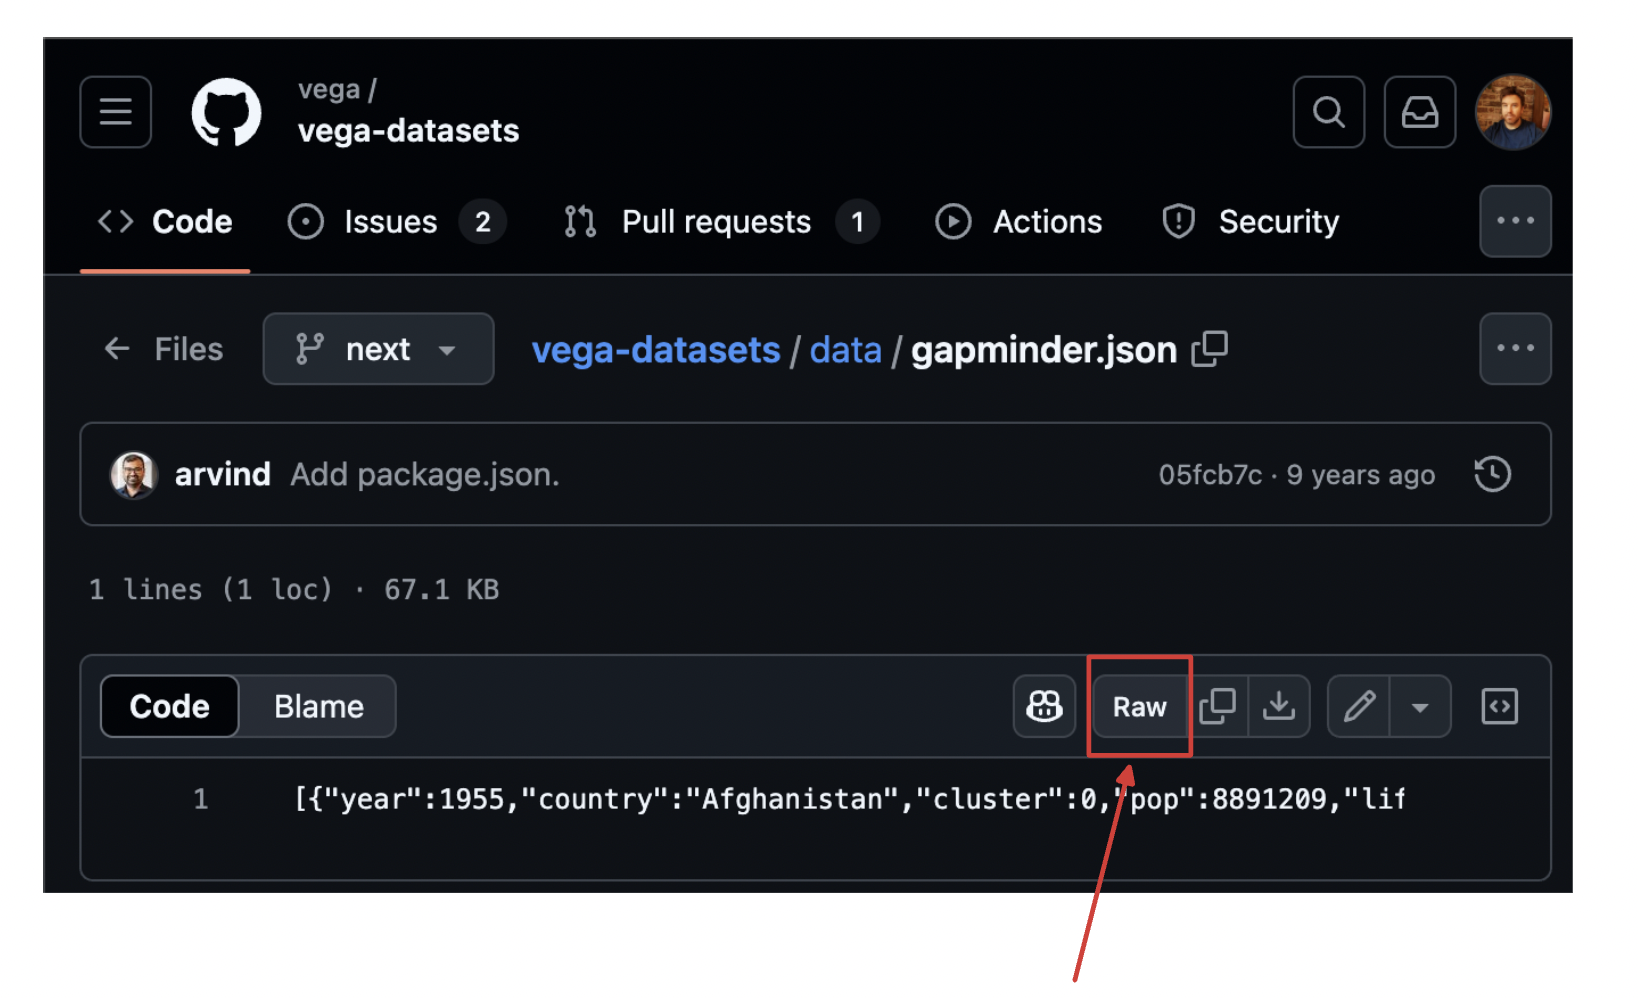 vega /
vega-datasets
Code Issues 2 Pull requests 1 Actions Security
Files next vega-datasets / data / gapminder.json
arvind Add package.json. 05fcb7c · 9 years ago
1 lines (1 loc) · 67.1 KB
Code Blame Raw
1 [{"year":1955,"country":"Afghanistan","cluster":0,"pop":8891209,"lif